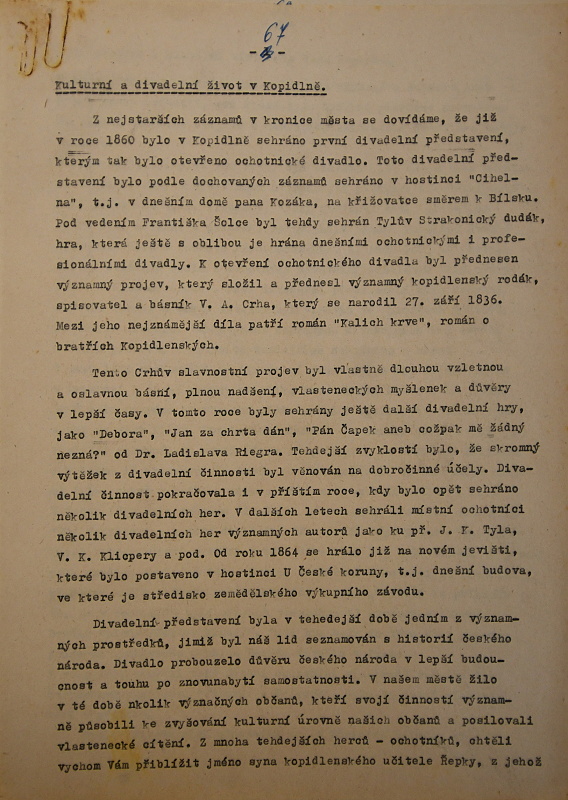 67
- -
Kulturní a divadelní život v Kopidlně.
Z nejstarších záznamů v kronice města se dovídáme, že již
v roce 1860 bylo v Kopidlně sehráno první divadelní představení,
kterým tak bylo otevřeno ochotnické divadlo. Toto divadelní před-
stavení bylo podle dochovaných záznamů sehráno v hostinci "Cihel-
na", t.j. v dnešním domě pana Kozáka, na křižovatce směrem k Bílsku.
Pod vedením Františka Šolce byl tehdy sehrán Tylův Strakonický dudák,
hra, která ještě s oblibou je hrána dnešními ochotnickými i profe-
sionálními divadly. K otevření ochotnického divadla byl přednesen
významný projev, který složil a přednesl významný kopidlenský rodák,
spisovatel a básník V. A. Crha, který se narodil 27. září 1836.
Mezi jeho nejznámější díla patří román "Kalich krve", román o
bratřích Kopidlenských.
Tento Crhův slavnostní projev byl vlastně dlouhou vzletnou
a oslavnou básní, plnou nadšení, vlasteneckých myšlenek a důvěry
v lepší časy. V tomto roce byly sehrány ještě další divadelní hry,
jako "Debora", "Jan za chrta dán", "Pán Čapek aneb cožpak mě žádný
nezná?" od Dr. Ladislava Riegra. Tehdejší zvyklostí bylo, že skromný
výtěžek z divadelní činnosti byl věnován na dobročinné účely. Diva-
delní činnost pokračovala i v příštím roce, kdy bylo opět sehráno
několik divadelních her. V dalších letech sehráli místní ochotníci
několik divadelních her významných autorů jako ku př. J. K. Tyla,
V. K. Klicpery a pod. Od roku 1864 se hrálo již na novém jevišti,
které bylo postaveno v hostinci U České koruny, t.j. dnešní budova,
ve které je středisko zemědělského výkupního závodu.
Divadelní představení byla v tehedejší době jedním z význam-
ných prostředků, jimiž byl náš lid seznamován s historií českého
národa. Divadlo probouzelo důvěru českého národa v lepší budou-
cnost a touhu po znovunabytí samostatnosti. V našem městě žilo
v té době nkolik význačných občanů, kteří svojí činností význam-
ně působili ke zvyšování kulturní úrovně našich občanů a posilovali
vlastenecké cítění. Z mnoha tehdejších herců - ochotníků, chtěli
vychom Vám přiblížit jméno syna kopidlenského učitele Řepky, z jehož